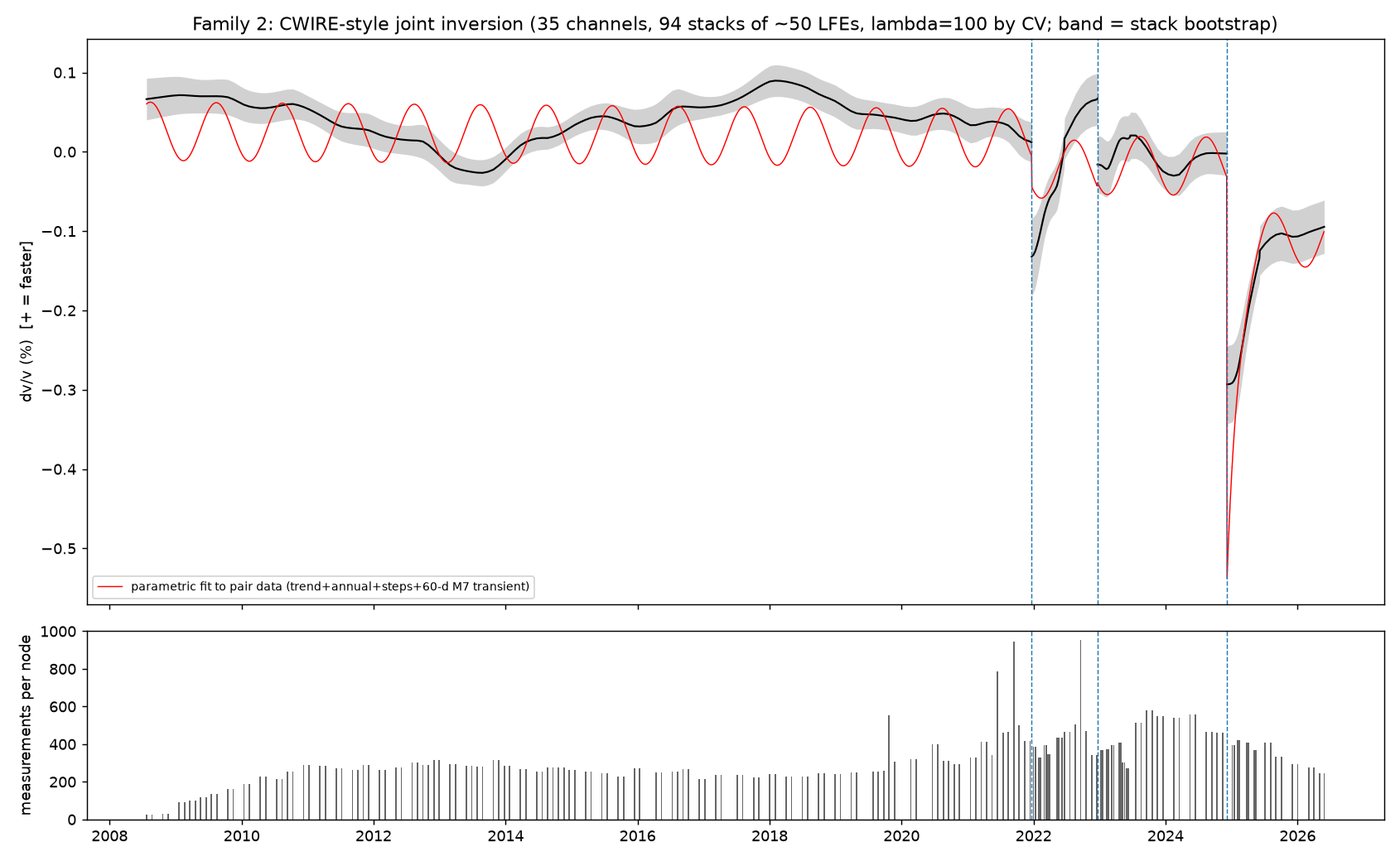 Family 2: CWIRE-style joint inversion (35 channels, 94 stacks of ~50 LFEs, lambda=100 by CV; band = stack bootstrap)
dv/v (%)  [+ = faster]
0.1
0.0
−0.1
−0.2
−0.3
−0.4
−0.5
parametric fit to pair data (trend+annual+steps+60-d M7 transient)
measurements per node
1000
800
600
400
200
0
2008 2010 2012 2014 2016 2018 2020 2022 2024 2026